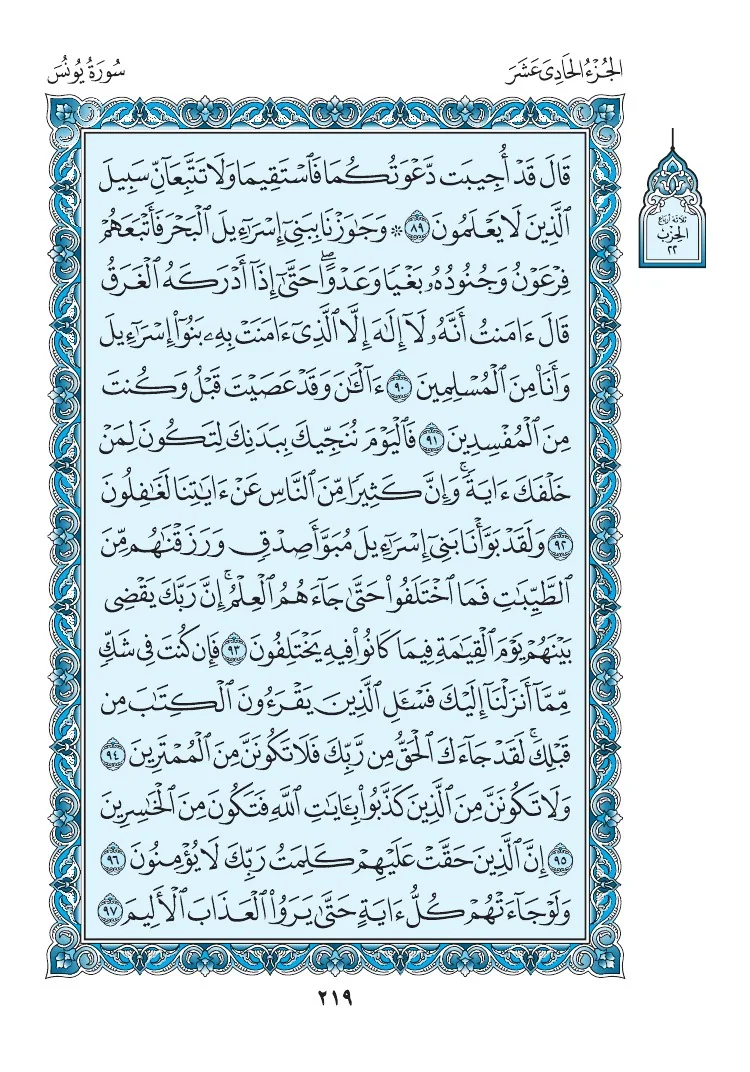 الجُزْءُ الحَادِى عَشَرَ
سُورَةُ يُونُسَ
قَالَ قَدْ أُجِيبَت دَّعْوَتُكُمَا فَٱسْتَقِيمَا وَلَا تَتَّبِعَآنِّ سَبِيلَ
ٱلَّذِينَ لَا يَعْلَمُونَ ٨٩ ۞ وَجَٰوَزْنَا بِبَنِىٓ إِسْرَٰٓءِيلَ ٱلْبَحْرَ فَأَتْبَعَهُمْ
فِرْعَوْنُ وَجُنُودُهُۥ بَغْيًا وَعَدْوًا ۖ حَتَّىٰٓ إِذَآ أَدْرَكَهُ ٱلْغَرَقُ
قَالَ ءَامَنتُ أَنَّهُۥ لَآ إِلَٰهَ إِلَّا ٱلَّذِىٓ ءَامَنَتْ بِهِۦ بَنُوٓا۟ إِسْرَٰٓءِيلَ
وَأَنَا۠ مِنَ ٱلْمُسْلِمِينَ ٩٠ ءَآلْـَٰٔنَ وَقَدْ عَصَيْتَ قَبْلُ وَكُنتَ
مِنَ ٱلْمُفْسِدِينَ ٩١ فَٱلْيَوْمَ نُنَجِّيكَ بِبَدَنِكَ لِتَكُونَ لِمَنْ
خَلْفَكَ ءَايَةً ۚ وَإِنَّ كَثِيرًا مِّنَ ٱلنَّاسِ عَنْ ءَايَٰتِنَا لَغَٰفِلُونَ
٩٢ وَلَقَدْ بَوَّأْنَا بَنِىٓ إِسْرَٰٓءِيلَ مُبَوَّأَ صِدْقٍ وَرَزَقْنَٰهُم مِّنَ
ٱلطَّيِّبَٰتِ فَمَا ٱخْتَلَفُوا۟ حَتَّىٰ جَآءَهُمُ ٱلْعِلْمُ ۚ إِنَّ رَبَّكَ يَقْضِى
بَيْنَهُمْ يَوْمَ ٱلْقِيَٰمَةِ فِيمَا كَانُوا۟ فِيهِ يَخْتَلِفُونَ ٩٣ فَإِن كُنتَ فِى شَكٍّ
مِّمَّآ أَنزَلْنَآ إِلَيْكَ فَسْـَٔلِ ٱلَّذِينَ يَقْرَءُونَ ٱلْكِتَٰبَ مِن
قَبْلِكَ ۚ لَقَدْ جَآءَكَ ٱلْحَقُّ مِن رَّبِّكَ فَلَا تَكُونَنَّ مِنَ ٱلْمُمْتَرِينَ ٩٤
وَلَا تَكُونَنَّ مِنَ ٱلَّذِينَ كَذَّبُوا۟ بِـَٔايَٰتِ ٱللَّهِ فَتَكُونَ مِنَ ٱلْخَٰسِرِينَ
٩٥ إِنَّ ٱلَّذِينَ حَقَّتْ عَلَيْهِمْ كَلِمَتُ رَبِّكَ لَا يُؤْمِنُونَ ٩٦
وَلَوْ جَآءَتْهُمْ كُلُّ ءَايَةٍ حَتَّىٰ يَرَوُا۟ ٱلْعَذَابَ ٱلْأَلِيمَ ٩٧
ثلاثة أرباع
الحزب
٢٢
٢١٩